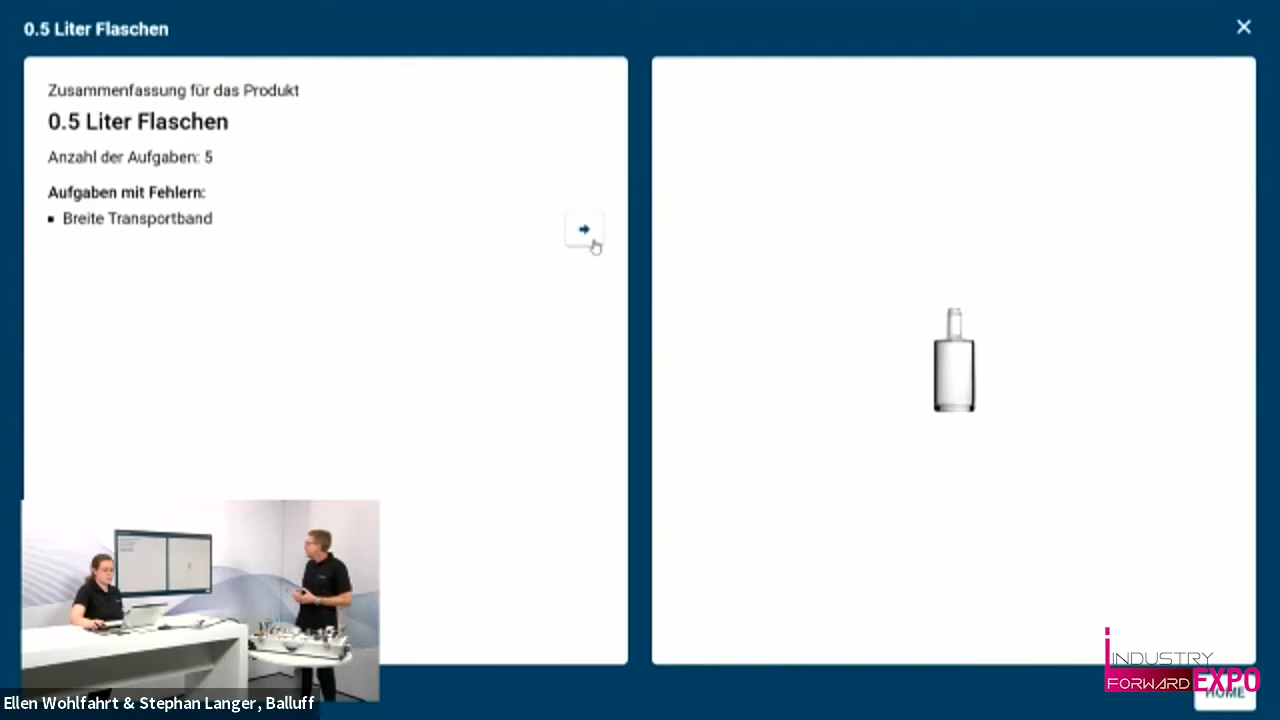 0.5 Liter Flaschen
Zusammenfassung für das Produkt
0.5 Liter Flaschen
Anzahl der Aufgaben: 5
Aufgaben mit Fehlern:
Breite Transportband
INDUSTRY
FORWARD EXPO
HOME
Ellen Wohlfahrt & Stephan Langer, Balluff